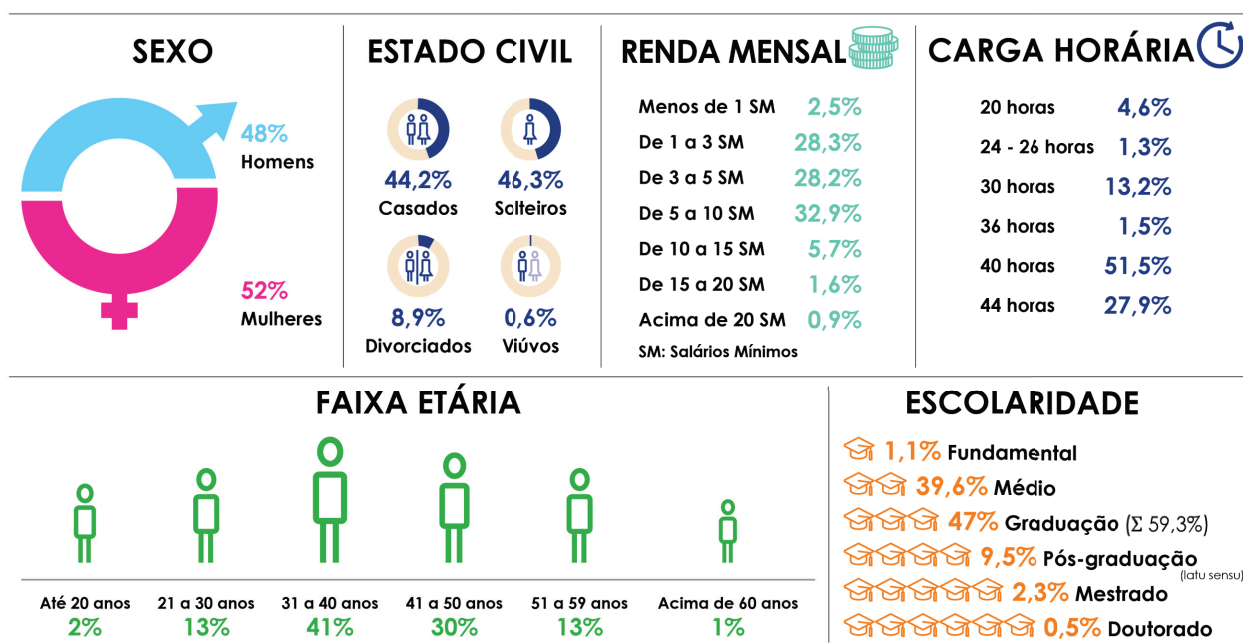 SEXO
48%
Homens
52%
Mulheres
ESTADO CIVIL
44,2%
Casados
46,3%
Solteiros
8,9%
Divorciados
0,6%
Viúvos
RENDA MENSAL
Menos de 1 SM 2,5%
De 1 a 3 SM 28,3%
De 3 a 5 SM 28,2%
De 5 a 10 SM 32,9%
De 10 a 15 SM 5,7%
De 15 a 20 SM 1,6%
Acima de 20 SM 0,9%
SM: Salários Mínimos
CARGA HORÁRIA
20 horas 4,6%
24 - 26 horas 1,3%
30 horas 13,2%
36 horas 1,5%
40 horas 51,5%
44 horas 27,9%
FAIXA ETÁRIA
Até 20 anos 21 a 30 anos 31 a 40 anos 41 a 50 anos 51 a 59 anos Acima de 60 anos
2% 13% 41% 30% 13% 1%
ESCOLARIDADE
1,1% Fundamental
39,6% Médio
47% Graduação (Σ 59,3%)
9,5% Pós-graduação
(latu sensu)
2,3% Mestrado
0,5% Doutorado